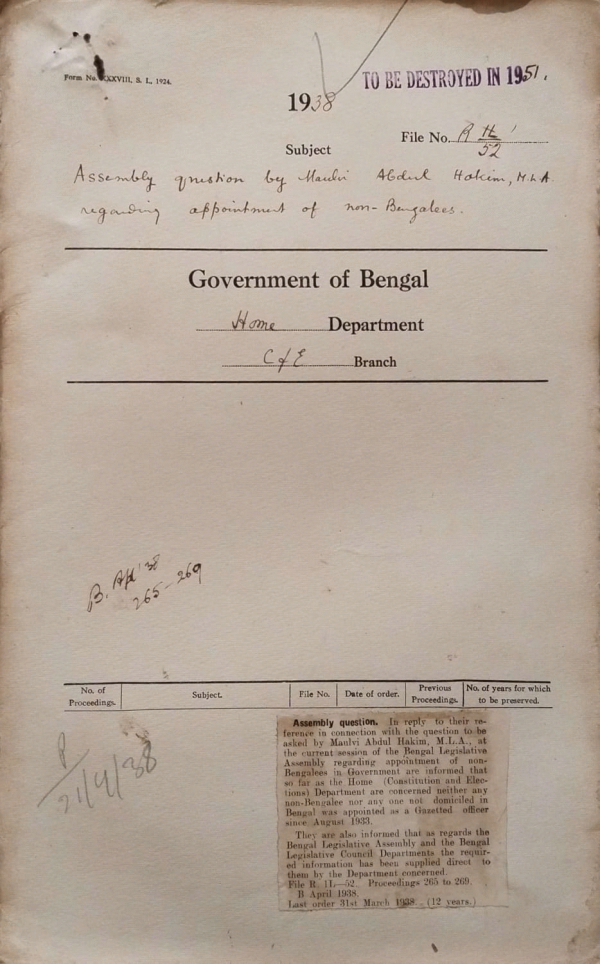 Form No. XXXVIII, S. L, 1924.
TO BE DESTROYED IN 1951.
1938
File No. R
52
Subject
Assembly question by Maulvi Abdul Hakim, M.L.A.
regarding appointment of non-Bengalees.
Government of Bengal
Home Department
C & E Branch
B. Apl '38
265-269
No. of Proceedings.
Subject.
File No.
Date of order.
Previous Proceedings.
No. of years for which to be preserved.
21/4/38
Assembly question. In reply to their re-
ference in connection with the question to be
asked by Maulvi Abdul Hakim, M.L.A., at
the current session of the Bengal Legislative
Assembly regarding appointment of non-
Bengalees in Government are informed that
so far as the Home (Constitution and Elec-
tions) Department are concerned neither any
non-Bengalee nor any one not domiciled in
Bengal was appointed as a Gazetted officer
since August 1933.
They are also informed that as regards the
Bengal Legislative Assembly and the Bengal
Legislative Council Departments the requir-
ed information has been supplied direct to
them by the Department concerned.
File R. 1L—52. Proceedings 265 to 269.
B April 1938.
Last order 31st March 1938. (12 years.)